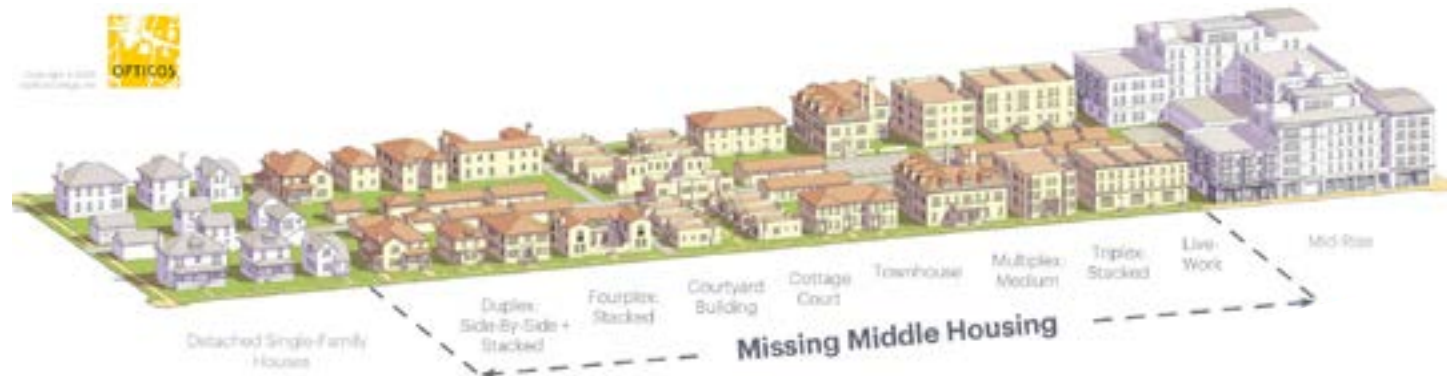 OPTICOS
Detached Single-Family
Houses
Duplex:
Side-By-Side +
Stacked
Fourplex:
Stacked
Courtyard
Building
Cottage
Court
Townhouse
Multiplex:
Medium
Triplex:
Stacked
Live-
Work
Mid-Rise
Missing Middle Housing